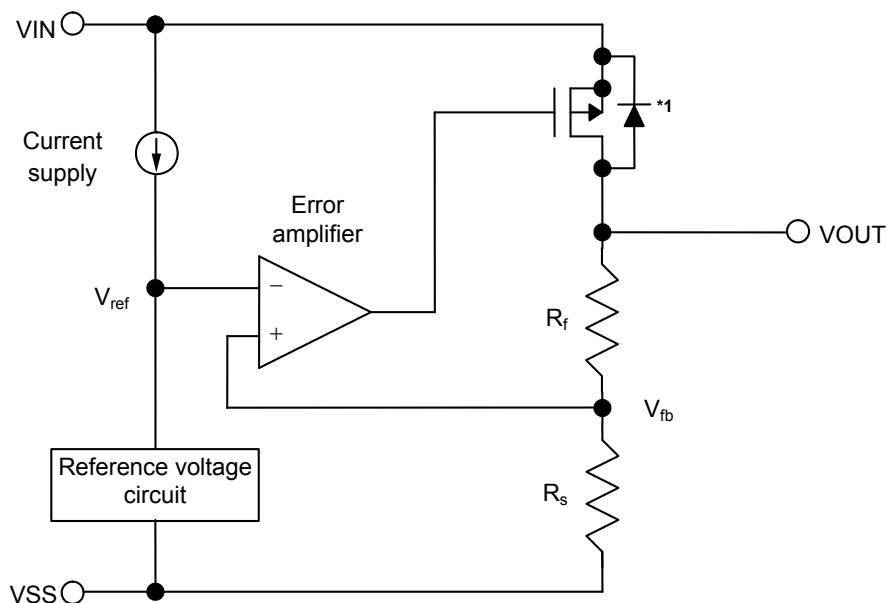 VIN
*1
Current
supply
Error
amplifier
VOUT
Vref
−
+
Rf
Vfb
Reference voltage
circuit
Rs
VSS